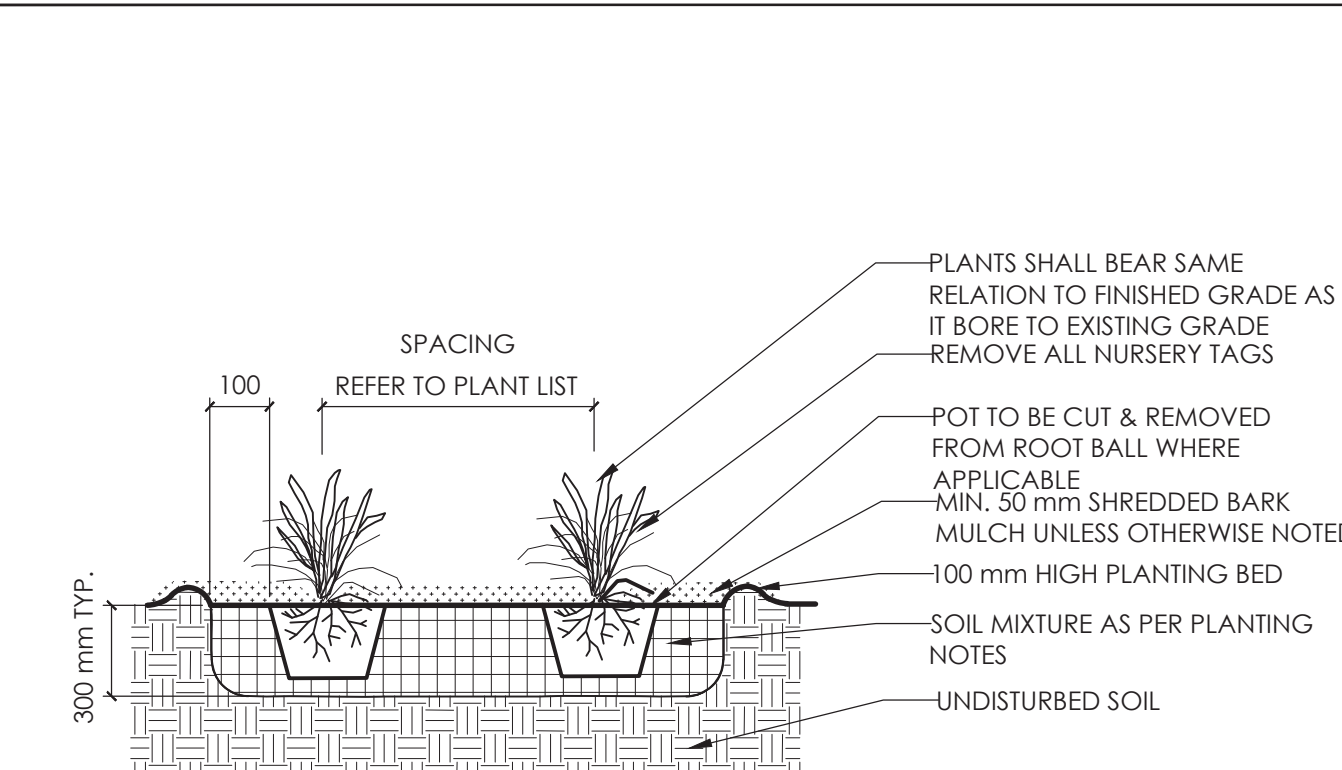 PLANTS SHALL BEAR SAME
RELATION TO FINISHED GRADE AS
IT BORE TO EXISTING GRADE
REMOVE ALL NURSERY TAGS
SPACING
REFER TO PLANT LIST
100
POT TO BE CUT & REMOVED
FROM ROOT BALL WHERE
APPLICABLE
MIN. 50 mm SHREDDED BARK
MULCH UNLESS OTHERWISE NOTED
100 mm HIGH PLANTING BED
SOIL MIXTURE AS PER PLANTING
NOTES
UNDISTURBED SOIL
300 mm TYP.